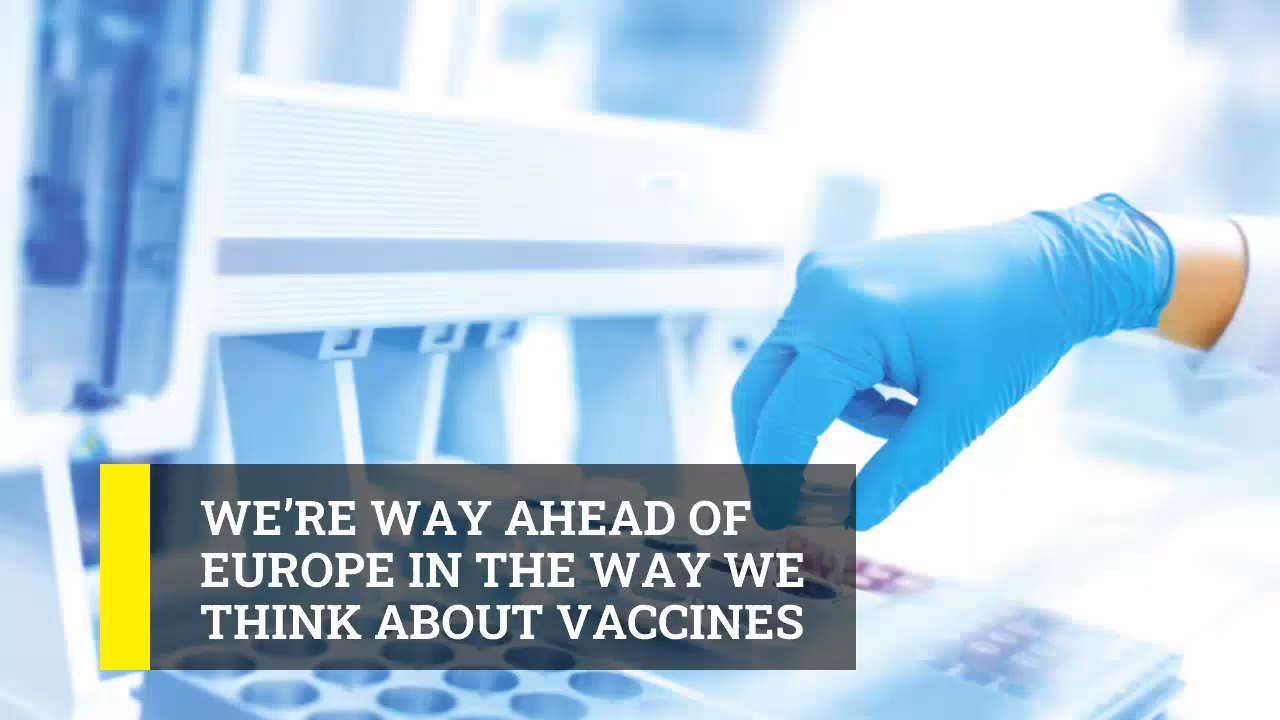 WE’RE WAY AHEAD OF
EUROPE IN THE WAY WE
THINK ABOUT VACCINES